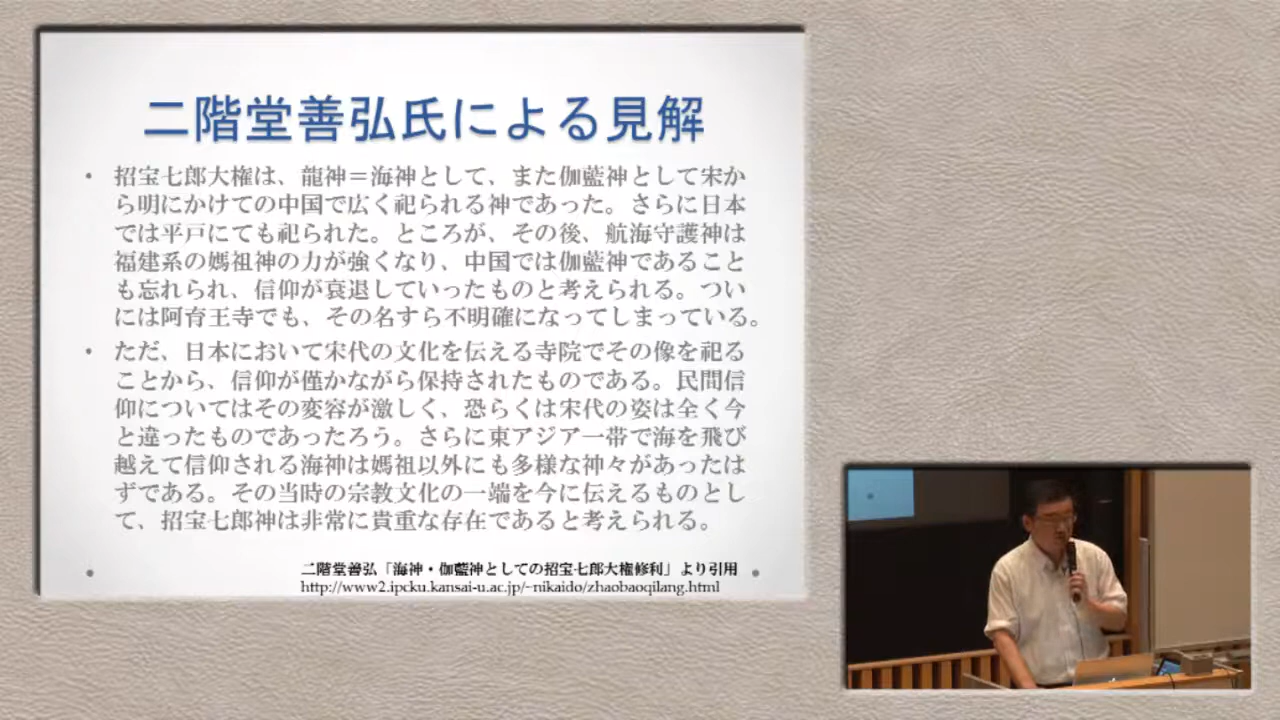 二階堂善弘氏による見解
• 招宝七郎大権は、龍神＝海神として、また伽藍神として宋か
ら明にかけての中国で広く祀られる神であった。さらに日本
では平戸にても祀られた。ところが、その後、航海守護神は
福建系の媽祖神の力が強くなり、中国では伽藍神であること
も忘れられ、信仰が衰退していったものと考えられる。つい
には阿育王寺でも、その名すら不明確になってしまっている。
• ただ、日本において宋代の文化を伝える寺院でその像を祀る
ことから、信仰が僅かながら保持されたものである。民間信
仰についてはその変容が激しく、恐らくは宋代の姿は全く今
と違ったものであったろう。さらに東アジア一帯で海を飛び
越えて信仰される海神は媽祖以外にも多様な神々があったは
ずである。その当時の宗教文化の一端を今に伝えるものとし
て、招宝七郎神は非常に貴重な存在であると考えられる。
二階堂善弘「海神・伽藍神としての招宝七郎大権修利」より引用
http://www2.ipcku.kansai-u.ac.jp/~nikaido/zhaobaoqilang.html